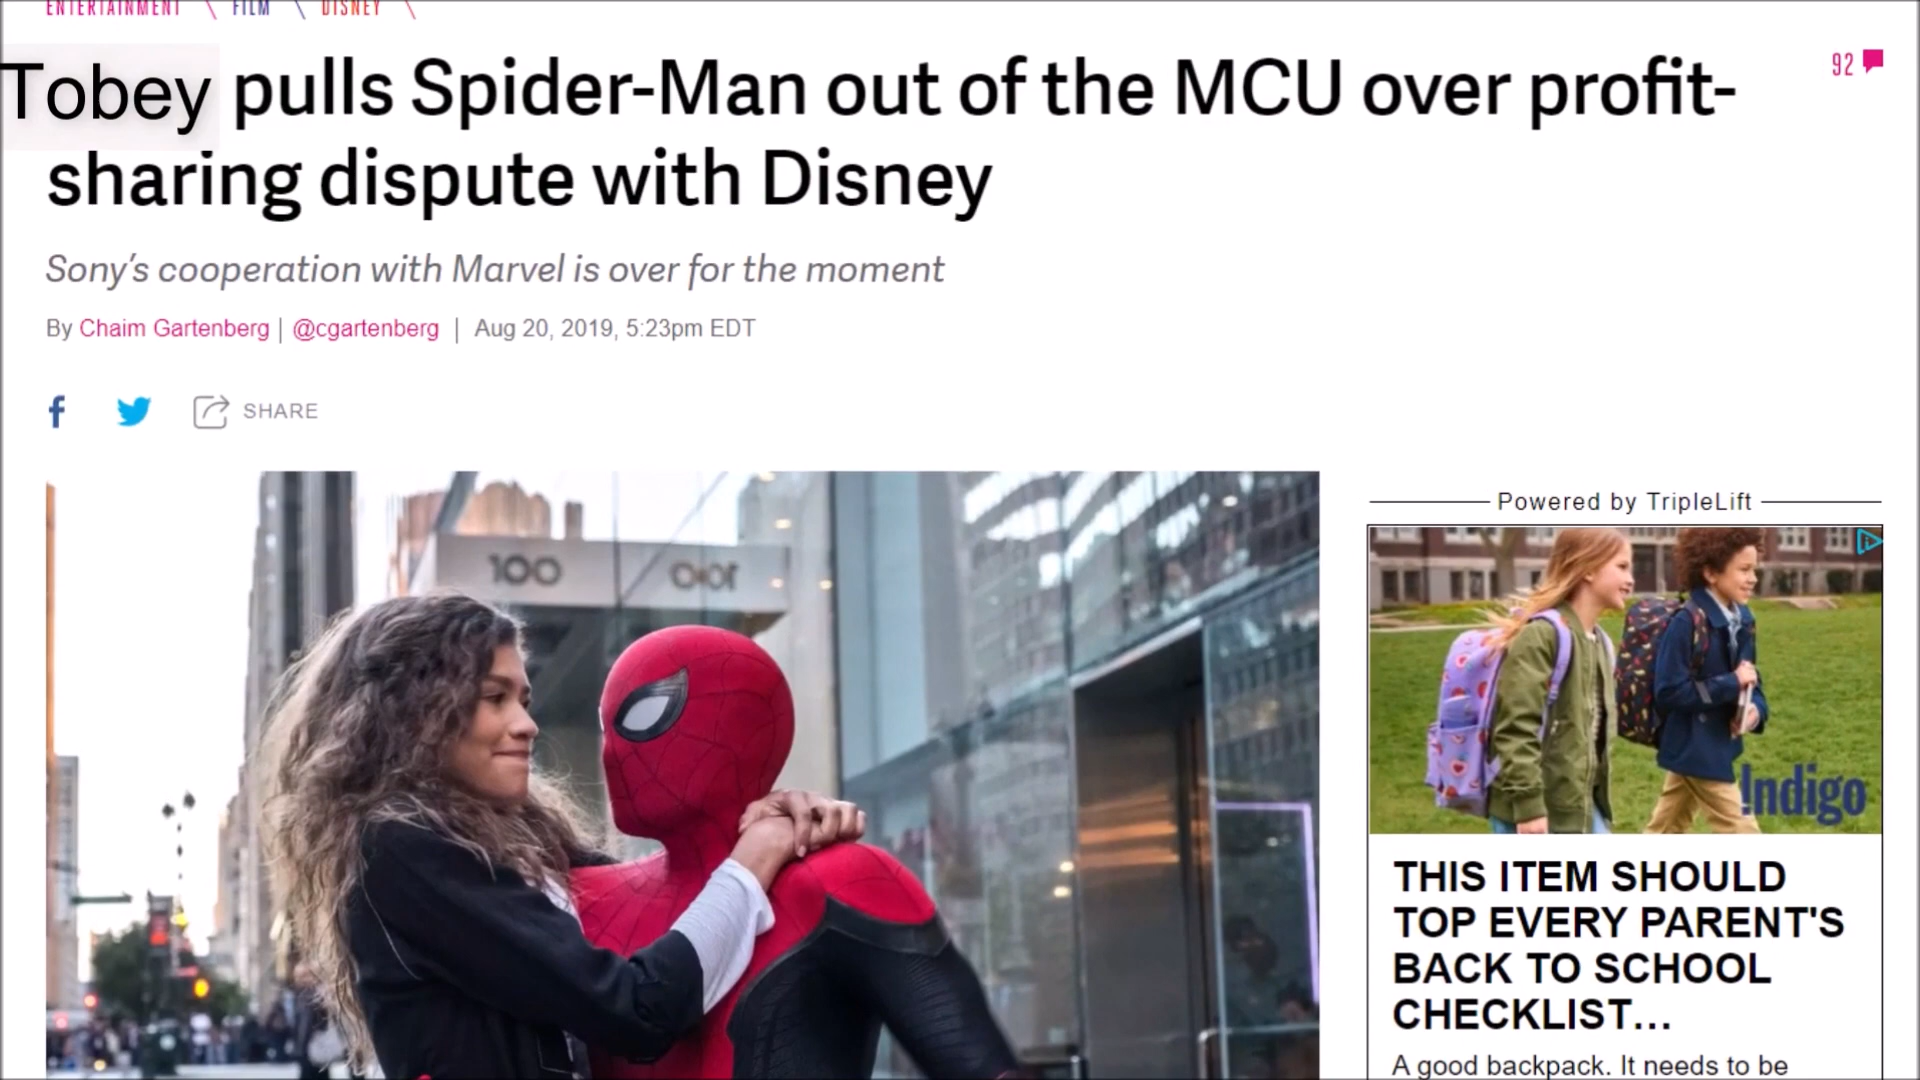 ENTERTAINMENT \ FILM \ DISNEY \
Tobey pulls Spider-Man out of the MCU over profit-
92
sharing dispute with Disney
Sony's cooperation with Marvel is over for the moment
By Chaim Gartenberg | @cgartenberg | Aug 20, 2019, 5:23pm EDT
SHARE
100
Powered by TripleLift
!ndigo
THIS ITEM SHOULD
TOP EVERY PARENT'S
BACK TO SCHOOL
CHECKLIST...
A good backpack. It needs to be